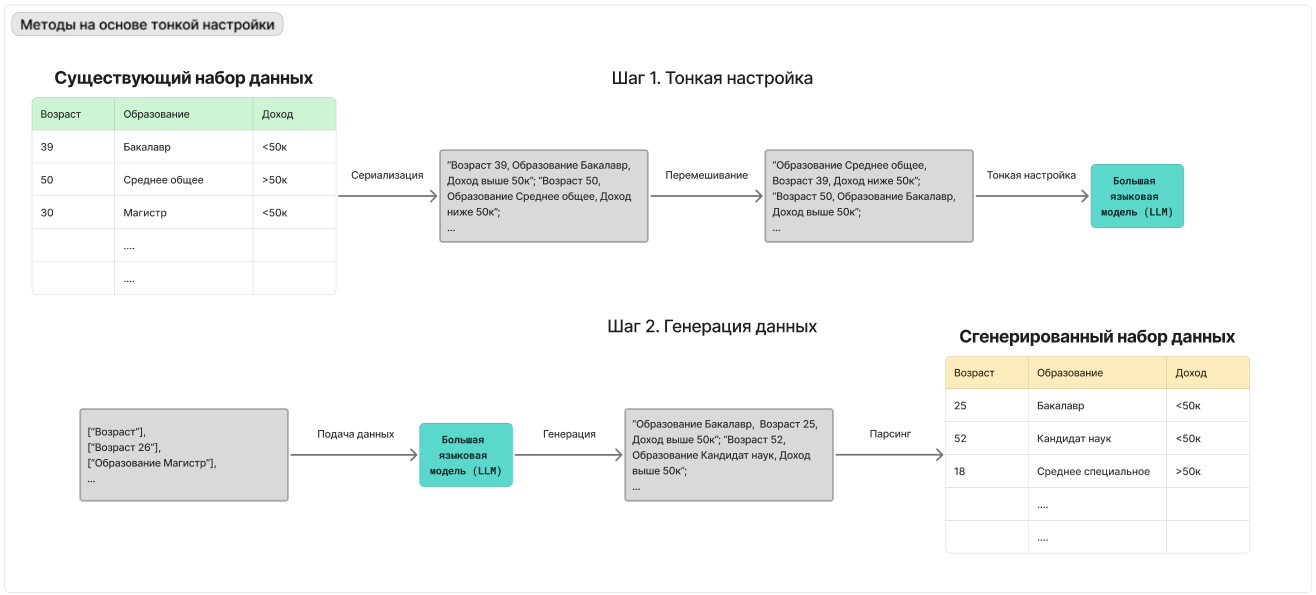 Методы на основе тонкой настройки
Существующий набор данных
Возраст Образование Доход
39 Бакалавр <50к
50 Среднее общее >50к
30 Магистр <50к
....
....
Шаг 1. Тонкая настройка
Сериализация
"Возраст 39, Образование Бакалавр,
Доход выше 50к"; "Возраст 50,
Образование Среднее общее, Доход
ниже 50к";
...
Перемешивание
"Образование Среднее общее,
Возраст 39, Доход ниже 50к";
"Возраст 50, Образование Бакалавр,
Доход выше 50к";
...
Тонкая настройка
Большая
языковая
модель (LLM)
Шаг 2. Генерация данных
["Возраст"],
["Возраст 26"],
["Образование Магистр"],
...
Подача данных
Большая
языковая
модель (LLM)
Генерация
"Образование Бакалавр, Возраст 25,
Доход выше 50к"; "Возраст 52,
Образование Кандидат наук, Доход
выше 50к";
...
Парсинг
Сгенерированный набор данных
Возраст Образование Доход
25 Бакалавр <50к
52 Кандидат наук <50к
18 Среднее специальное >50к
....
....